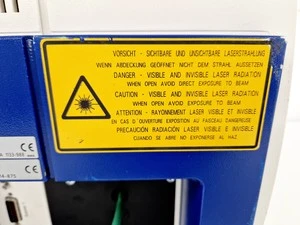 VORSICHT - SICHTBARE UND UNSICHTBARE LASERSTRAHLUNG
WENN ABDECKUNG GEÖFFNET NICHT DEM STRAHL AUSSETZEN
DANGER - VISIBLE AND INVISIBLE LASER RADIATION
WHEN OPEN AVOID DIRECT EXPOSURE TO BEAM
CAUTION - VISIBLE AND INVISIBLE LASER RADIATION
WHEN OPEN AVOID EXPOSURE TO BEAM
ATTENTION - RAYONNEMENT LASER VISIBLE ET INVISIBLE
EN CAS D'OUVERTURE EXPOSITION AU FAISCEAU DANGEREUSE
PRECAUCIÓN RADIACIÓN LASER VISIBLE E INVISIBLE
CUANDO SE ABRE NO EXPONERSE AL HAZ
CE
CE